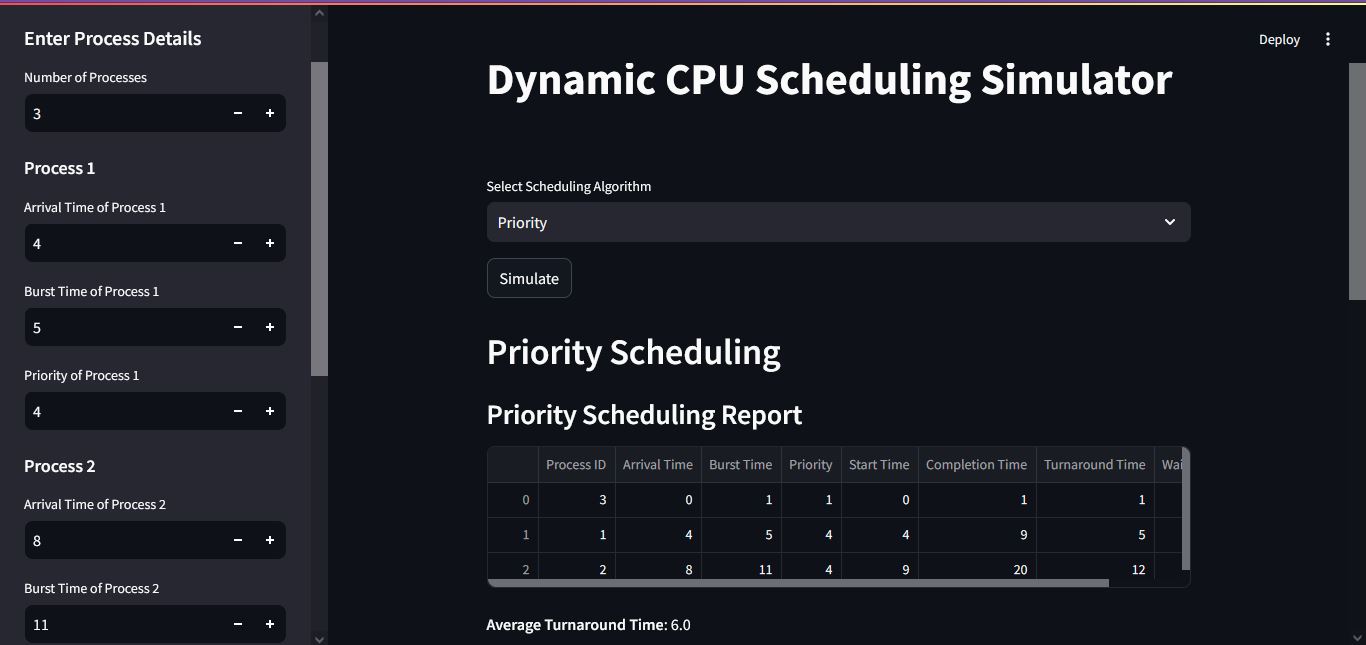 Enter Process Details
Number of Processes
3
Process 1
Arrival Time of Process 1
4
Burst Time of Process 1
5
Priority of Process 1
4
Process 2
Arrival Time of Process 2
8
Burst Time of Process 2
11
Deploy
Dynamic CPU Scheduling Simulator
Select Scheduling Algorithm
Priority
Simulate
Priority Scheduling
Priority Scheduling Report
Process ID Arrival Time Burst Time Priority Start Time Completion Time Turnaround Time Wai
0 3 0 1 1 0 1 1
1 1 4 5 4 4 9 5
2 2 8 11 4 9 20 12
Average Turnaround Time: 6.0